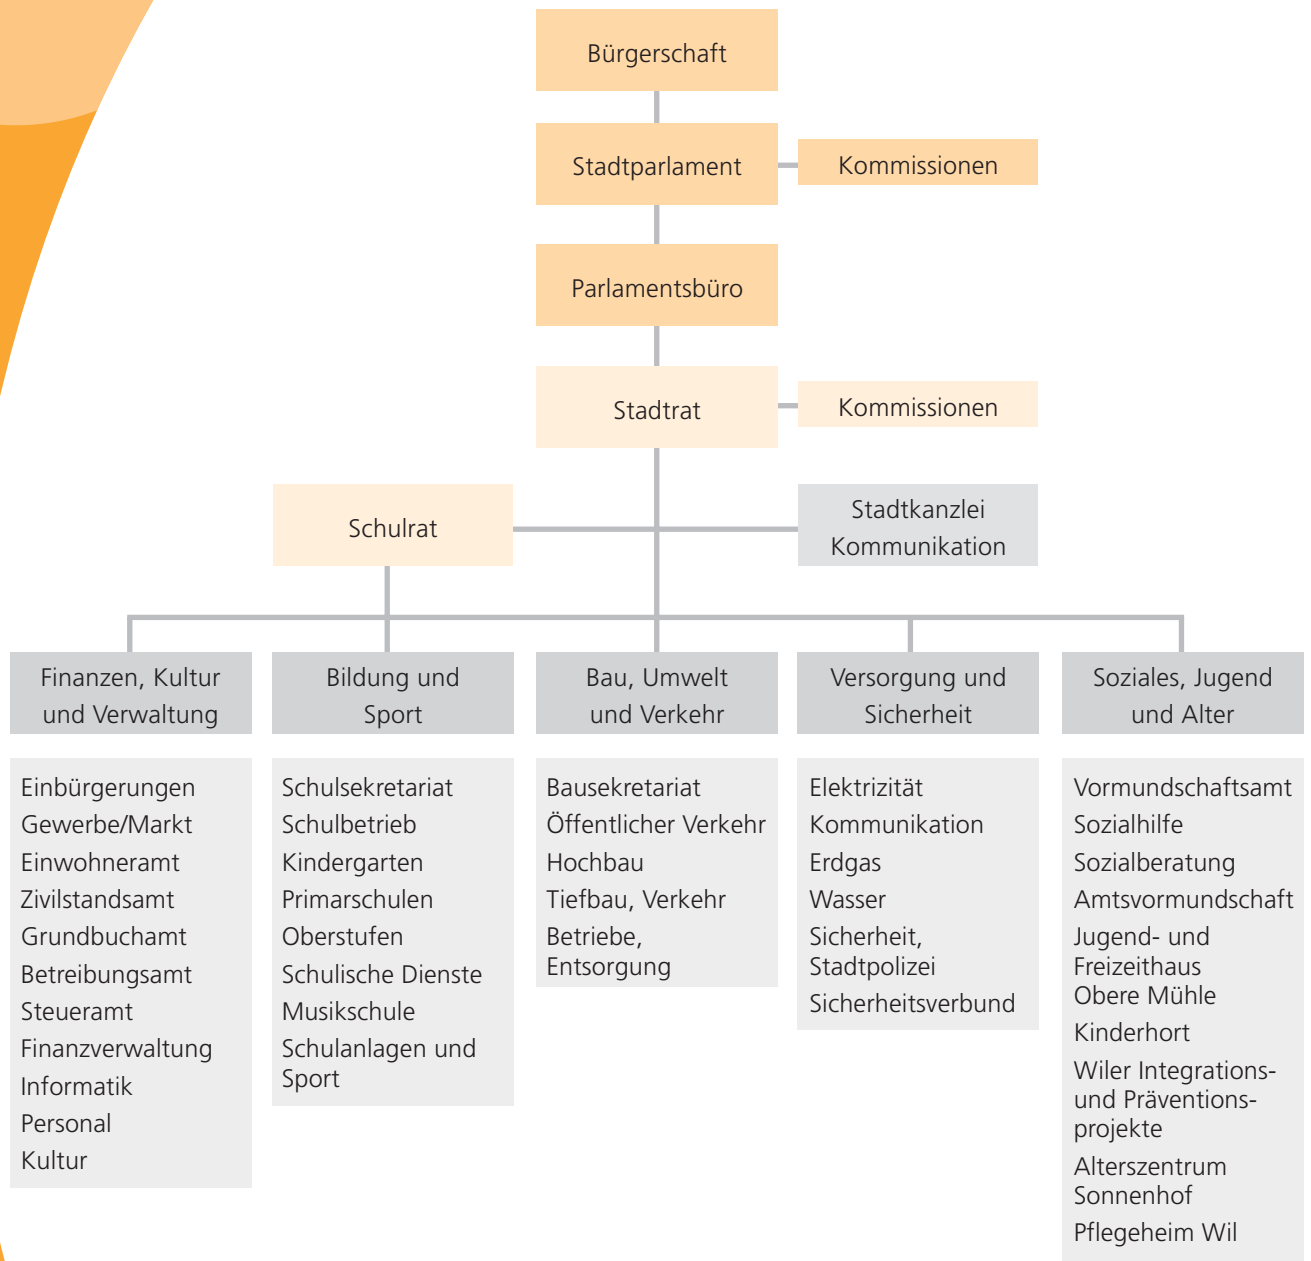 Bürgerschaft
Stadtparlament
Kommissionen
Parlamentsbüro
Stadtrat
Kommissionen
Schulrat
Stadtkanzlei
Kommunikation
Finanzen, Kultur
und Verwaltung
Bildung und
Sport
Bau, Umwelt
und Verkehr
Versorgung und
Sicherheit
Soziales, Jugend
und Alter
Einbürgerungen
Gewerbe/Markt
Einwohneramt
Zivilstandsamt
Grundbuchamt
Betreibungsamt
Steueramt
Finanzverwaltung
Informatik
Personal
Kultur
Schulsekretariat
Schulbetrieb
Kindergarten
Primarschulen
Oberstufen
Schulische Dienste
Musikschule
Schulanlagen und
Sport
Bausekretariat
Öffentlicher Verkehr
Hochbau
Tiefbau, Verkehr
Betriebe,
Entsorgung
Elektrizität
Kommunikation
Erdgas
Wasser
Sicherheit,
Stadtpolizei
Sicherheitsverbund
Vormundschaftsamt
Sozialhilfe
Sozialberatung
Amtsvormundschaft
Jugend- und
Freizeithaus
Obere Mühle
Kinderhort
Wiler Integrations-
und Präventions-
projekte
Alterszentrum
Sonnenhof
Pflegeheim Wil